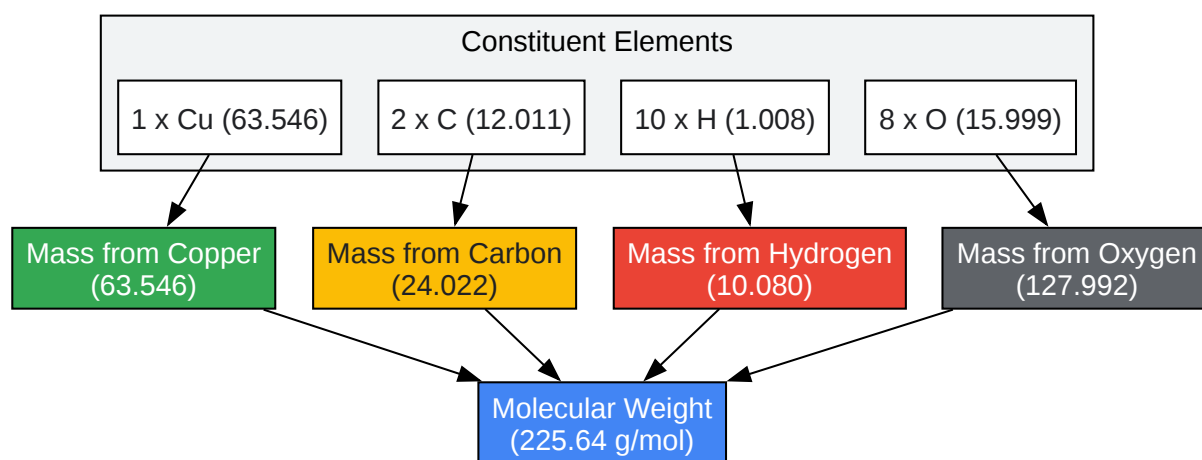 Constituent Elements
1 x Cu (63.546)
2 x C (12.011)
10 x H (1.008)
8 x O (15.999)
Mass from Copper
(63.546)
Mass from Carbon
(24.022)
Mass from Hydrogen
(10.080)
Mass from Oxygen
(127.992)
Molecular Weight
(225.64 g/mol)